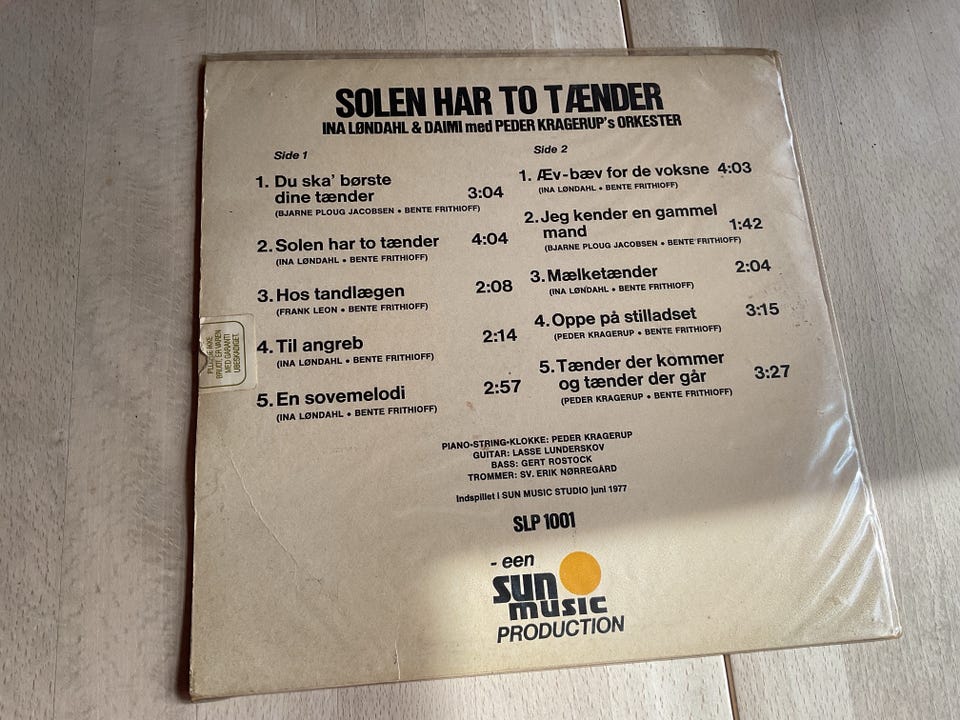 SOLEN HAR TO TÆNDER
INA LØNDAHL & DAIMI med PEDER KRAGERUP's ORKESTER
Side 1
1. Du ska' børste
dine tænder 3:04
(BJARNE PLOUG JACOBSEN • BENTE FRITHIOFF)
2. Solen har to tænder 4:04
(INA LØNDAHL • BENTE FRITHIOFF)
3. Hos tandlægen 2:08
(FRANK LEON • BENTE FRITHIOFF)
4. Til angreb 2:14
(INA LØNDAHL • BENTE FRITHIOFF)
5. En sovemelodi 2:57
(INA LØNDAHL • BENTE FRITHIOFF)
Side 2
1. Æv-bæv for de voksne 4:03
(INA LØNDAHL • BENTE FRITHIOFF)
2. Jeg kender en gammel
mand 1:42
(BJARNE PLOUG JACOBSEN • BENTE FRITHIOFF)
3. Mælketænder 2:04
(INA LØNDAHL • BENTE FRITHIOFF)
4. Oppe på stilladset 3:15
(PEDER KRAGERUP • BENTE FRITHIOFF)
5. Tænder der kommer
og tænder der går 3:27
(PEDER KRAGERUP • BENTE FRITHIOFF)
PIANO-STRING-KLOKKE: PEDER KRAGERUP
GUITAR: LASSE LUNDERSKOV
BASS: GERT ROSTOCK
TROMMER: SV. ERIK NØRREGÅRD
Indspillet i SUN MUSIC STUDIO juni 1977
SLP 1001
- een
sun
music
PRODUCTION
IKKE
BRUDT, ER VAREN
MED GARANTI
UBESKADIGET.